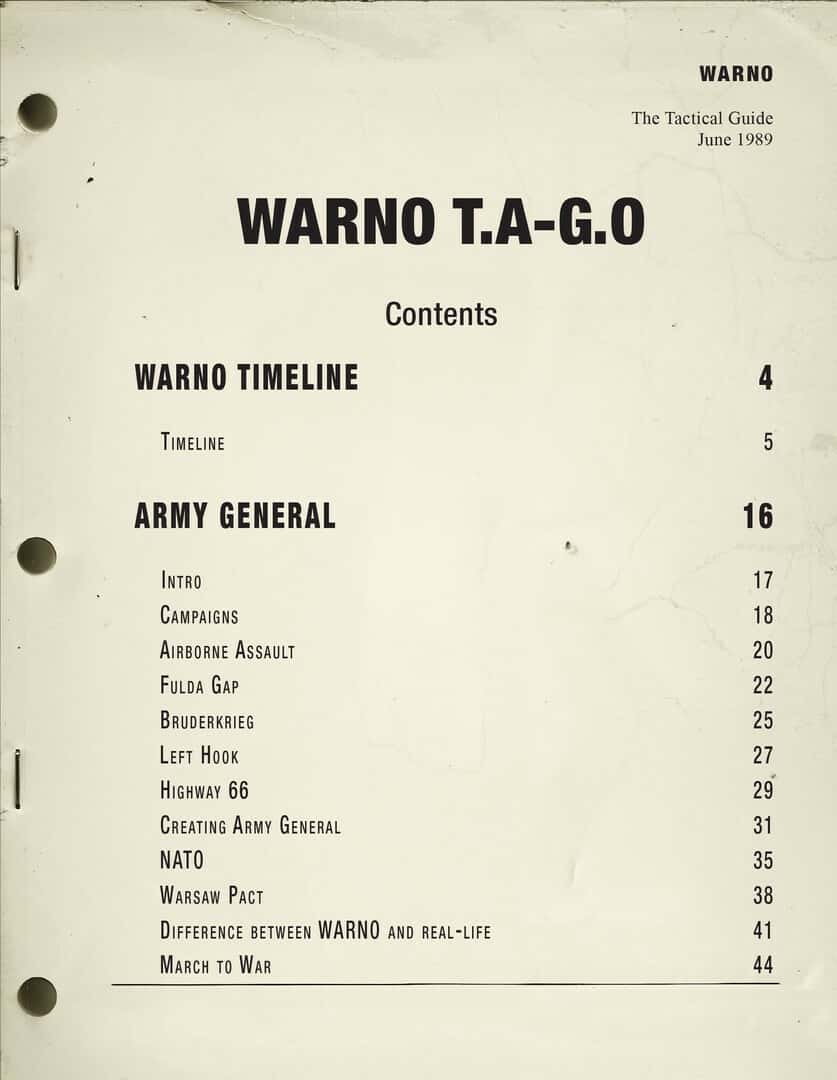 WARNO
The Tactical Guide
June 1989
WARNO T.A-G.O
Contents
WARNO TIMELINE 4
Timeline 5
ARMY GENERAL 16
Intro 17
Campaigns 18
Airborne Assault 20
Fulda Gap 22
Bruderkrieg 25
Left Hook 27
Highway 66 29
Creating Army General 31
NATO 35
Warsaw Pact 38
Difference between WARNO and real-life 41
March to War 44